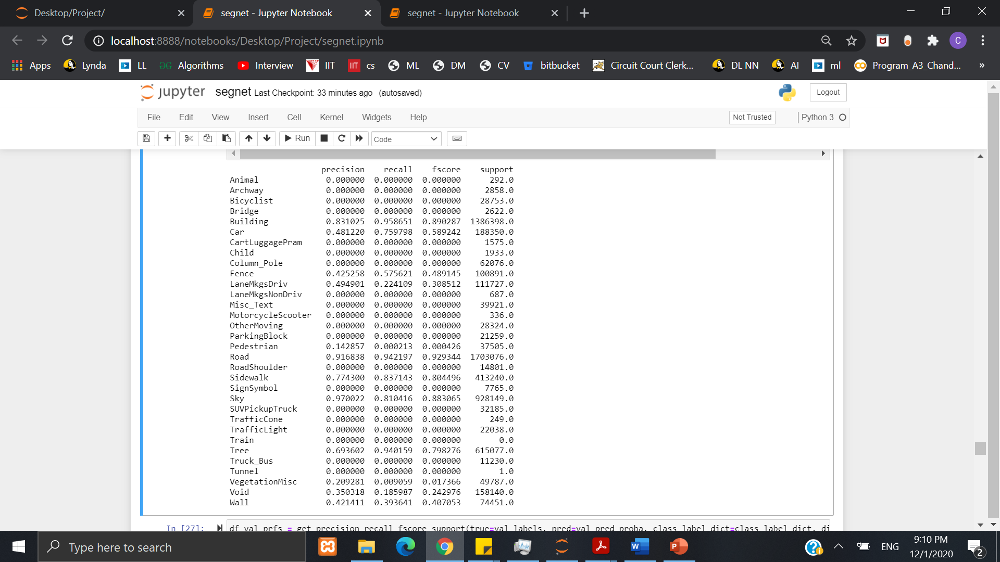 Desktop/Project/
segnet - Jupyter Notebook
segnet - Jupyter Notebook
localhost:8888/notebooks/Desktop/Project/segnet.ipynb
C
Apps Lynda LL Algorithms Interview IIT IIT cs ML DM CV bitbucket Circuit Court Clerk... DL NN AI ml Program_A3_Chand... »
jupyter segnet Last Checkpoint: 33 minutes ago (autosaved)
Logout
File Edit View Insert Cell Kernel Widgets Help
Not Trusted
Python 3
Run Code
precision recall fscore support
Animal 0.000000 0.000000 0.000000 292.0
Archway 0.000000 0.000000 0.000000 2858.0
Bicyclist 0.000000 0.000000 0.000000 28753.0
Bridge 0.000000 0.000000 0.000000 2622.0
Building 0.831025 0.958651 0.890287 1386398.0
Car 0.481220 0.759798 0.589242 188350.0
CartLuggagePram 0.000000 0.000000 0.000000 1575.0
Child 0.000000 0.000000 0.000000 1933.0
Column_Pole 0.000000 0.000000 0.000000 62076.0
Fence 0.425258 0.575621 0.489145 100891.0
LaneMkgsDriv 0.494901 0.224109 0.308512 111727.0
LaneMkgsNonDriv 0.000000 0.000000 0.000000 687.0
Misc_Text 0.000000 0.000000 0.000000 39921.0
MotorcycleScooter 0.000000 0.000000 0.000000 336.0
OtherMoving 0.000000 0.000000 0.000000 28324.0
ParkingBlock 0.000000 0.000000 0.000000 21259.0
Pedestrian 0.142857 0.000213 0.000426 37505.0
Road 0.916838 0.942197 0.929344 1703076.0
RoadShoulder 0.000000 0.000000 0.000000 14801.0
Sidewalk 0.774300 0.837143 0.804496 413240.0
SignSymbol 0.000000 0.000000 0.000000 7765.0
Sky 0.970022 0.810416 0.883065 928149.0
SUVPickupTruck 0.000000 0.000000 0.000000 32185.0
TrafficCone 0.000000 0.000000 0.000000 249.0
TrafficLight 0.000000 0.000000 0.000000 22038.0
Train 0.000000 0.000000 0.000000 0.0
Tree 0.693602 0.940159 0.798276 615077.0
Truck_Bus 0.000000 0.000000 0.000000 11230.0
Tunnel 0.000000 0.000000 0.000000 1.0
VegetationMisc 0.209281 0.009059 0.017366 49787.0
Void 0.350318 0.185987 0.242976 158140.0
Wall 0.421411 0.393641 0.407053 74451.0
In [27]: df_val_prfs = get_precision_recall_fscore_support(true=val_labels, pred=val_pred_proba, class_label_dict=class_label_dict, di
Type here to search
ENG
9:10 PM
12/1/2020
2